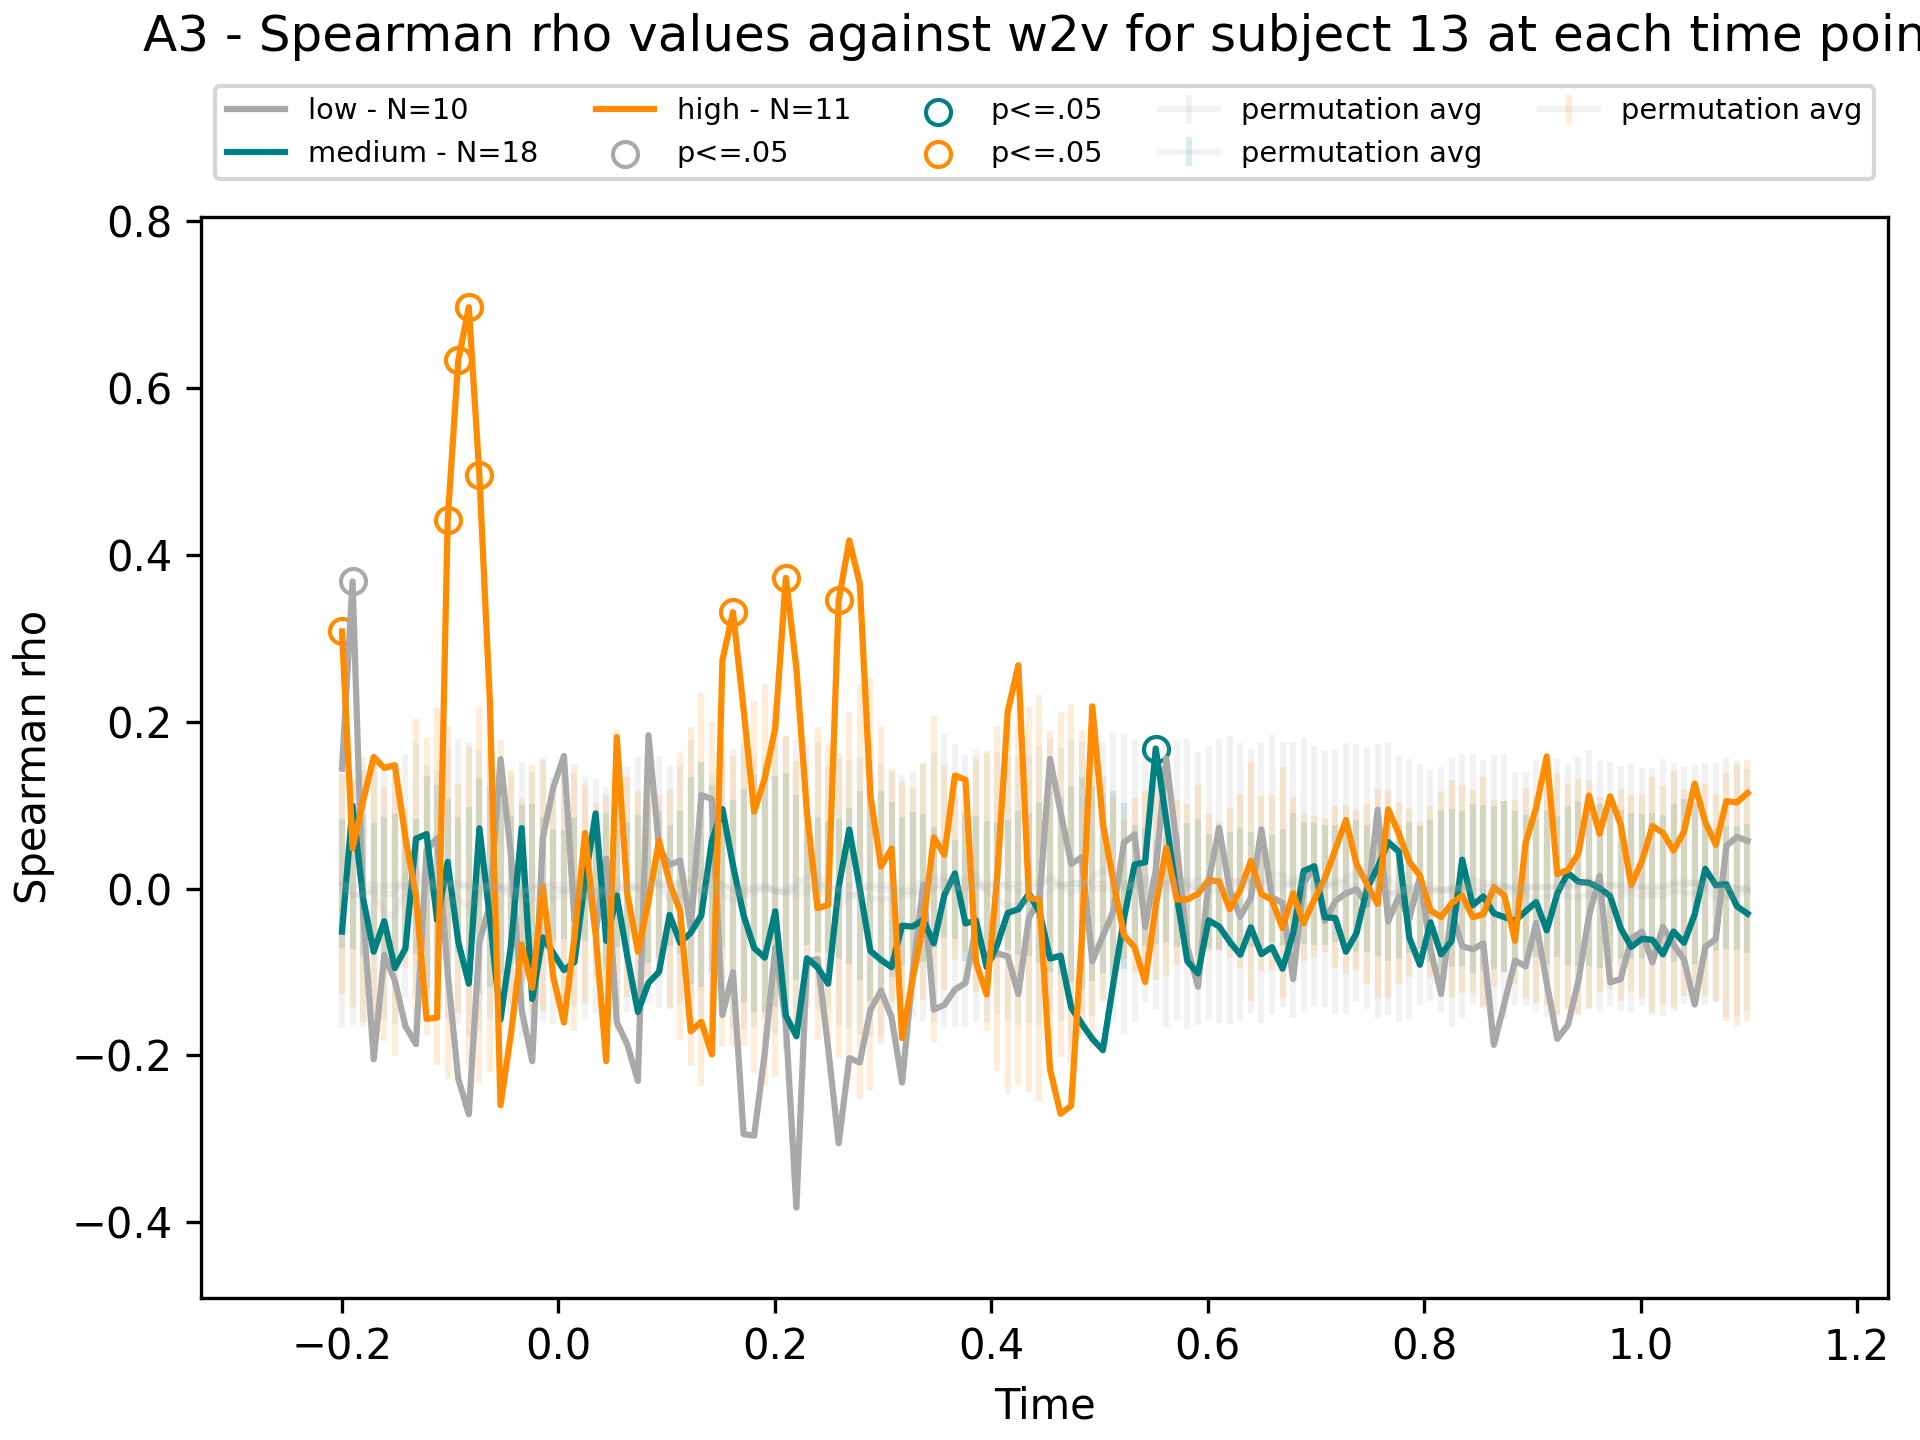 A3 - Spearman rho values against w2v for subject 13 at each time poin
low - N=10 high - N=11 p<=.05 permutation avg permutation avg
medium - N=18 p<=.05 p<=.05 permutation avg
0.8
0.6
0.4
0.2
0.0
−0.2
−0.4
Spearman rho
−0.2 0.0 0.2 0.4 0.6 0.8 1.0 1.2
Time